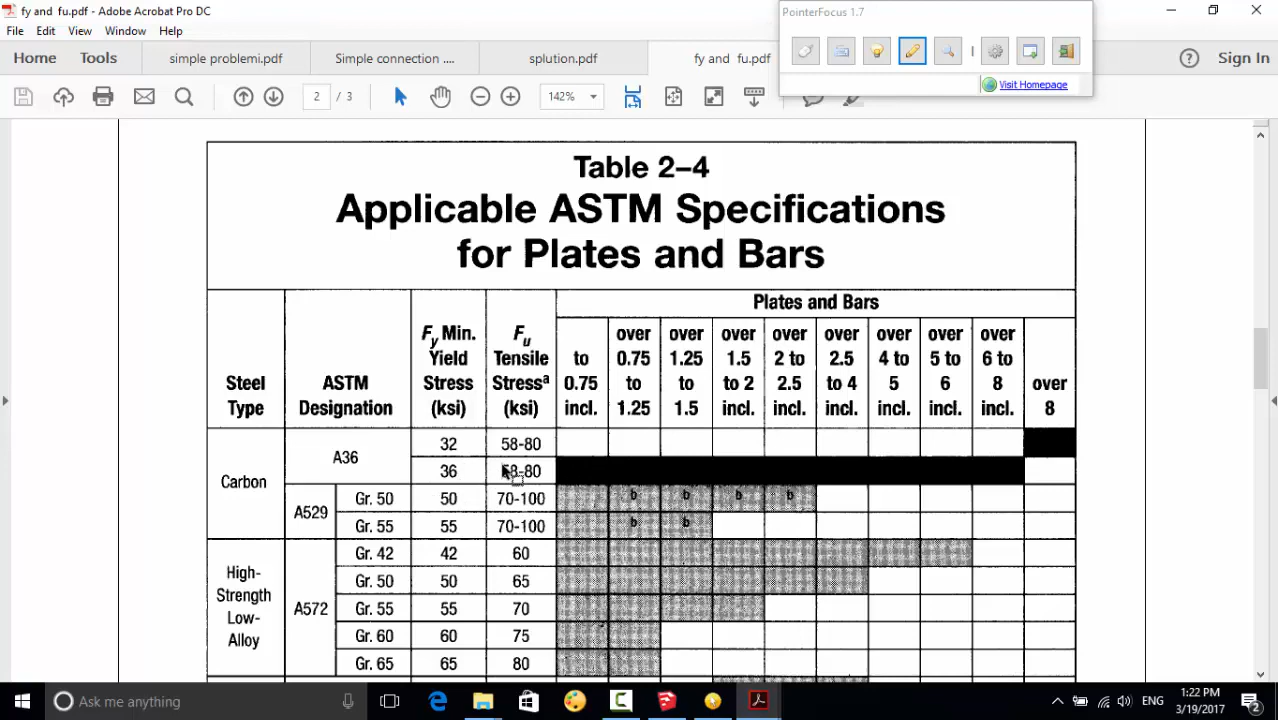 fy and fu.pdf - Adobe Acrobat Pro DC
PointerFocus 1.7
File Edit View Window Help
Home Tools simple problemi.pdf Simple connection .... splution.pdf fy and fu.pdf Sign In
2 / 3 142%
Visit Homepage
Table 2–4
Applicable ASTM Specifications
for Plates and Bars
Steel Type
ASTM Designation
Fy Min. Yield Stress (ksi)
Fu Tensile Stressa (ksi)
Plates and Bars
to 0.75 incl.
over 0.75 to 1.25
over 1.25 to 1.5
over 1.5 to 2 incl.
over 2 to 2.5 incl.
over 2.5 to 4 incl.
over 4 to 5 incl.
over 5 to 6 incl.
over 6 to 8 incl.
over 8
Carbon
A36
32 58-80
36 58-80
A529
Gr. 50 50 70-100 b b b b
Gr. 55 55 70-100 b b
High-Strength Low-Alloy
A572
Gr. 42 42 60
Gr. 50 50 65
Gr. 55 55 70
Gr. 60 60 75
Gr. 65 65 80
Ask me anything
ENG
1:22 PM
3/19/2017
2